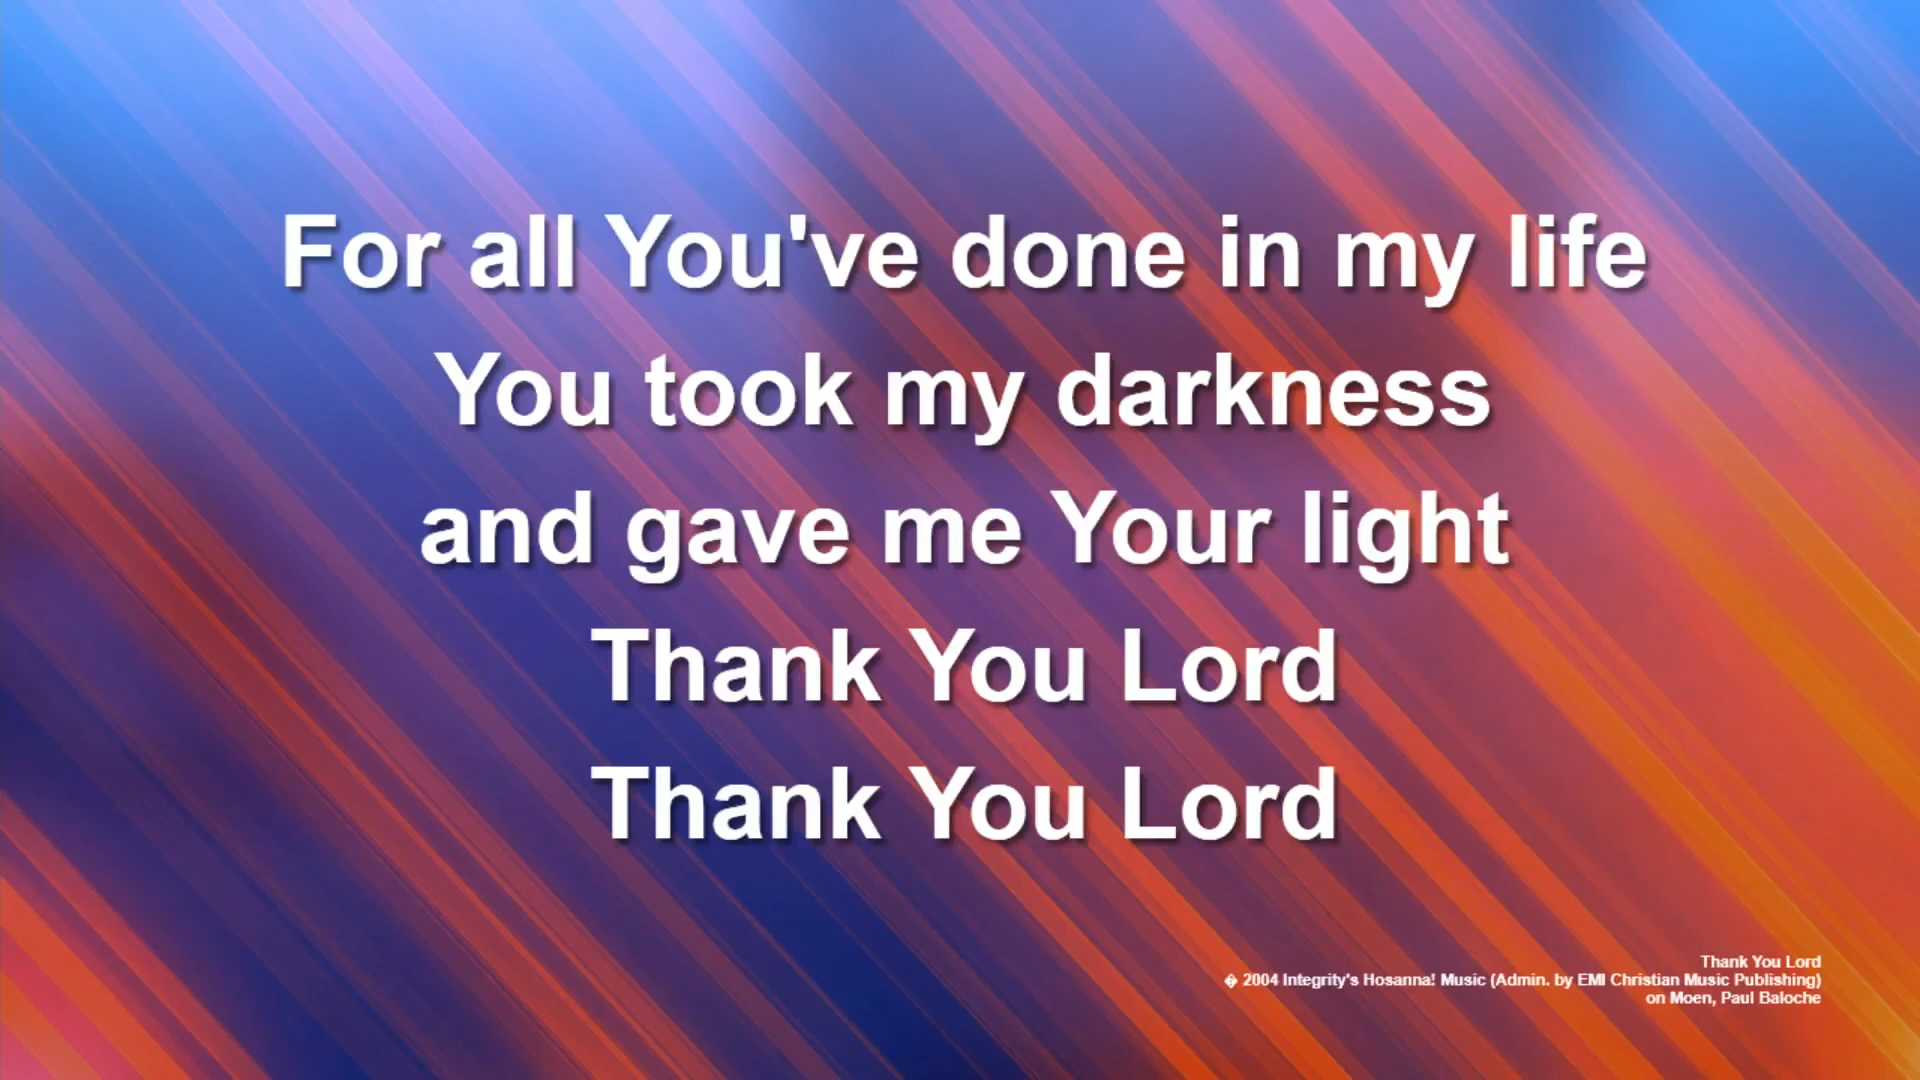 For all You've done in my life
You took my darkness
and gave me Your light
Thank You Lord
Thank You Lord
Thank You Lord
� 2004 Integrity's Hosanna! Music (Admin. by EMI Christian Music Publishing)
on Moen, Paul Baloche